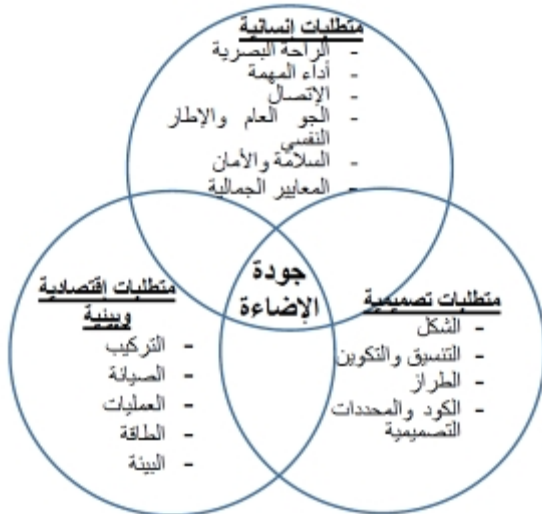 متطلبات إنسانية
- الراحة البصرية
- أداء المهمة
- الإتصال
- الجو العام والإطار
النفسي
- السلامة والأمان
- المعايير الجمالية
جودة
الإضاءة
متطلبات تصميمية
- الشكل
- التنسيق والتكوين
- الطراز
- الكود والمحددات
التصميمية
متطلبات إقتصادية
وبيئية
- التركيب
- الصيانة
- العمليات
- الطاقة
- البيئة